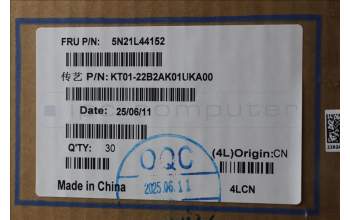 FRU P/N: 5N21L44152
传艺 P/N: KT01-22B2AK01UKA00
Date: 25/06/11
Q'TY: 30
(4L)Origin:CN
OQC
2025.06.11
Made in China
4LCN